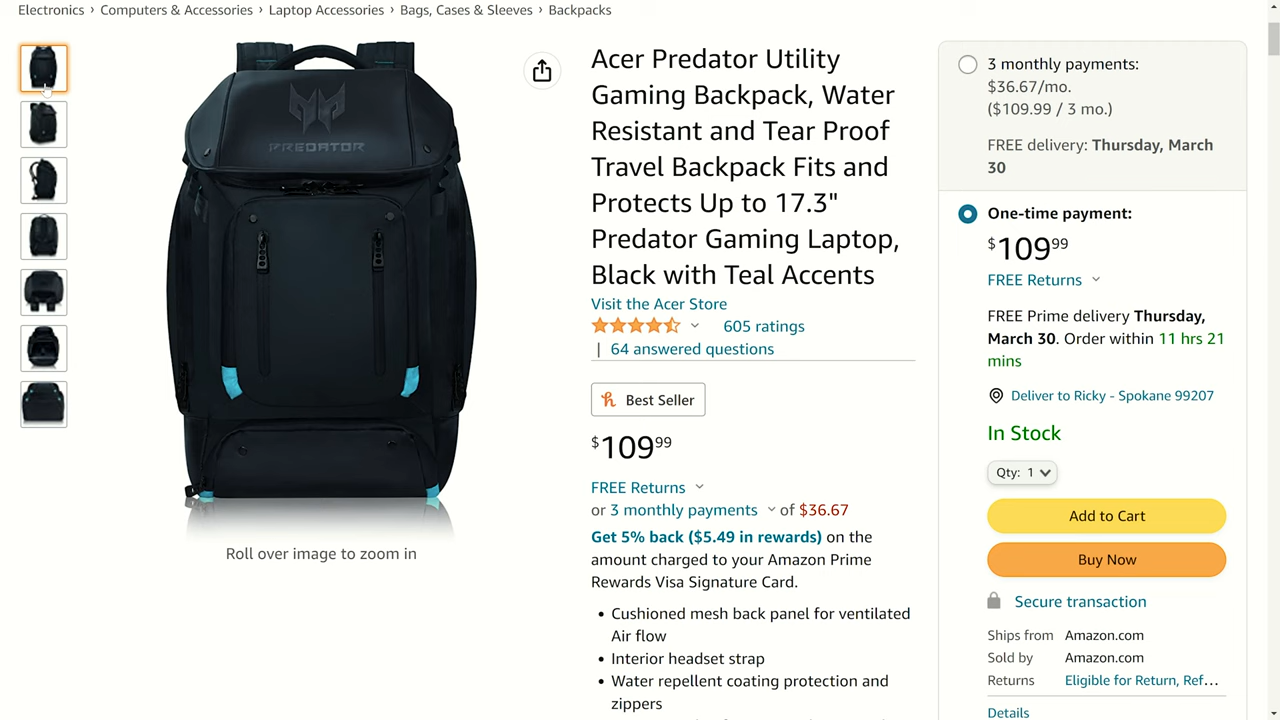 Electronics › Computers & Accessories › Laptop Accessories › Bags, Cases & Sleeves › Backpacks
PREDATOR
Roll over image to zoom in
Acer Predator Utility
Gaming Backpack, Water
Resistant and Tear Proof
Travel Backpack Fits and
Protects Up to 17.3"
Predator Gaming Laptop,
Black with Teal Accents
Visit the Acer Store
605 ratings
| 64 answered questions
Best Seller
$109.99
FREE Returns
or 3 monthly payments of $36.67
Get 5% back ($5.49 in rewards) on the
amount charged to your Amazon Prime
Rewards Visa Signature Card.
• Cushioned mesh back panel for ventilated
Air flow
• Interior headset strap
• Water repellent coating protection and
zippers
3 monthly payments:
$36.67/mo.
($109.99 / 3 mo.)
FREE delivery: Thursday, March
30
One-time payment:
$109.99
FREE Returns
FREE Prime delivery Thursday,
March 30. Order within 11 hrs 21
mins
Deliver to Ricky - Spokane 99207
In Stock
Qty: 1
Add to Cart
Buy Now
Secure transaction
Ships from Amazon.com
Sold by Amazon.com
Returns Eligible for Return, Ref...
Details